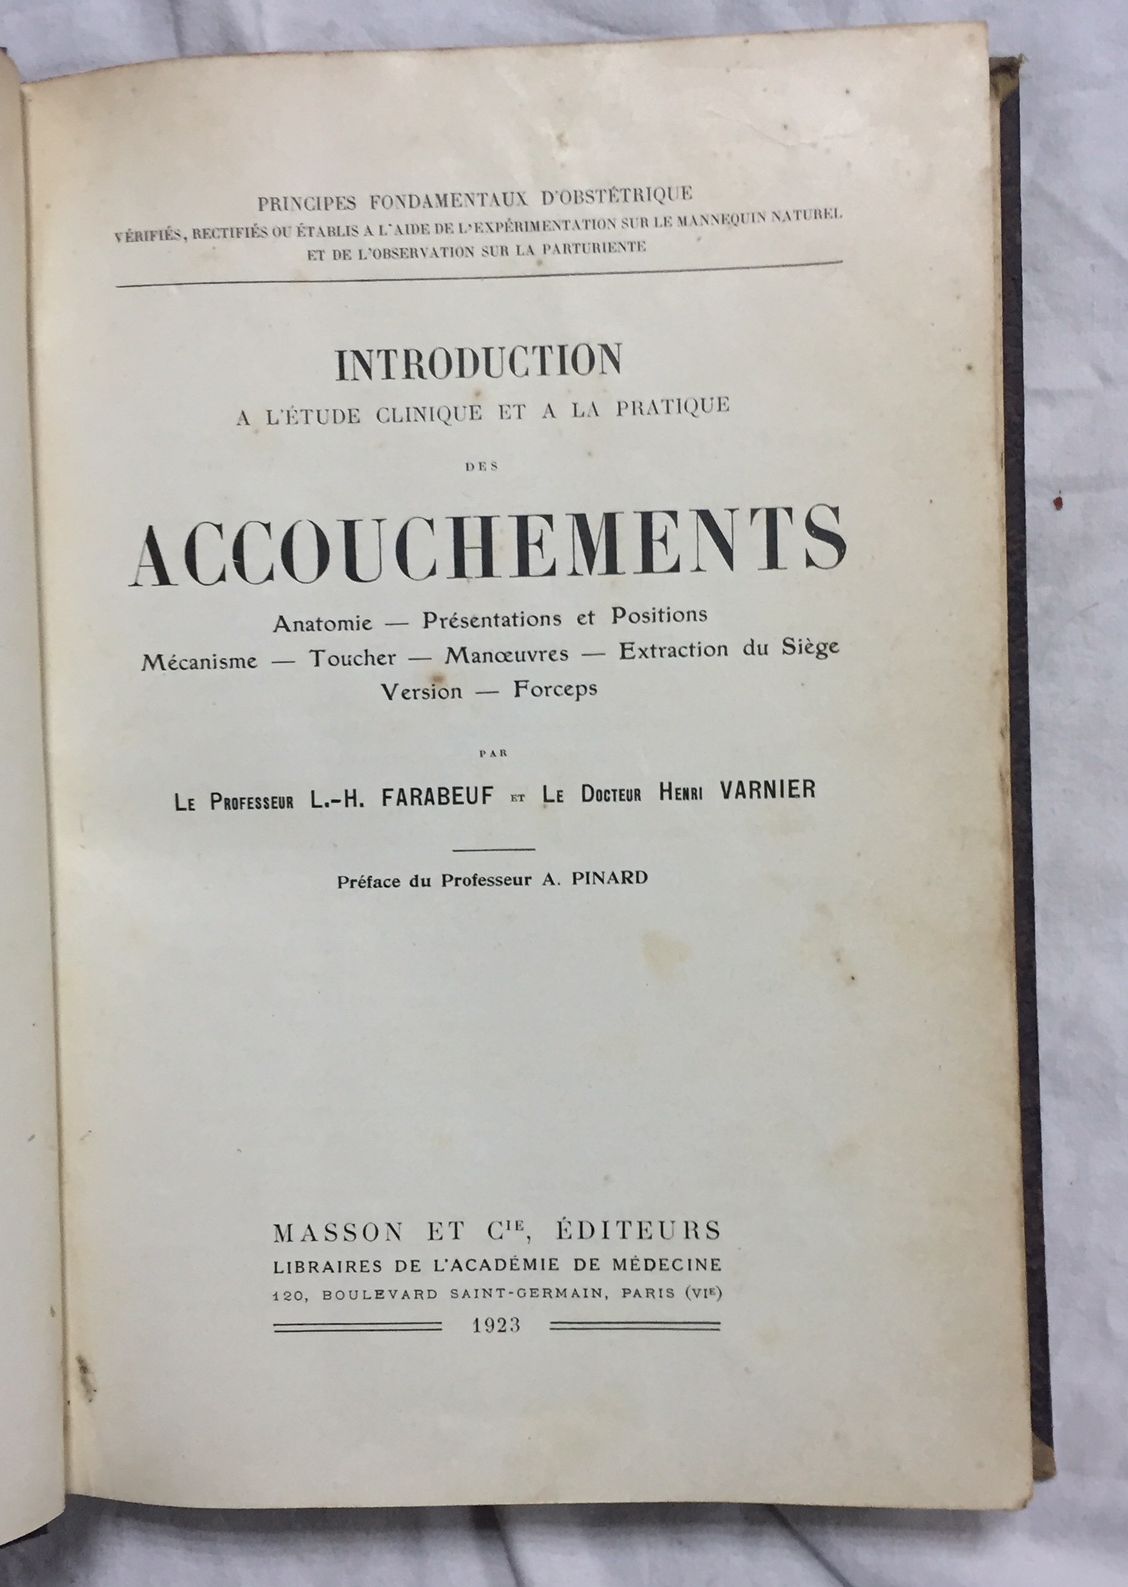 PRINCIPES FONDAMENTAUX D'OBSTÉTRIQUE
VÉRIFIÉS, RECTIFIÉS OU ÉTABLIS A L'AIDE DE L'EXPÉRIMENTATION SUR LE MANNEQUIN NATUREL
ET DE L'OBSERVATION SUR LA PARTURIENTE
INTRODUCTION
A L'ÉTUDE CLINIQUE ET A LA PRATIQUE
DES
ACCOUCHEMENTS
Anatomie — Présentations et Positions
Mécanisme — Toucher — Manœuvres — Extraction du Siège
Version — Forceps
PAR
LE PROFESSEUR L.-H. FARABEUF ET LE DOCTEUR HENRI VARNIER
Préface du Professeur A. PINARD
MASSON ET CIE, ÉDITEURS
LIBRAIRES DE L'ACADÉMIE DE MÉDECINE
120, BOULEVARD SAINT-GERMAIN, PARIS (VIE)
1923